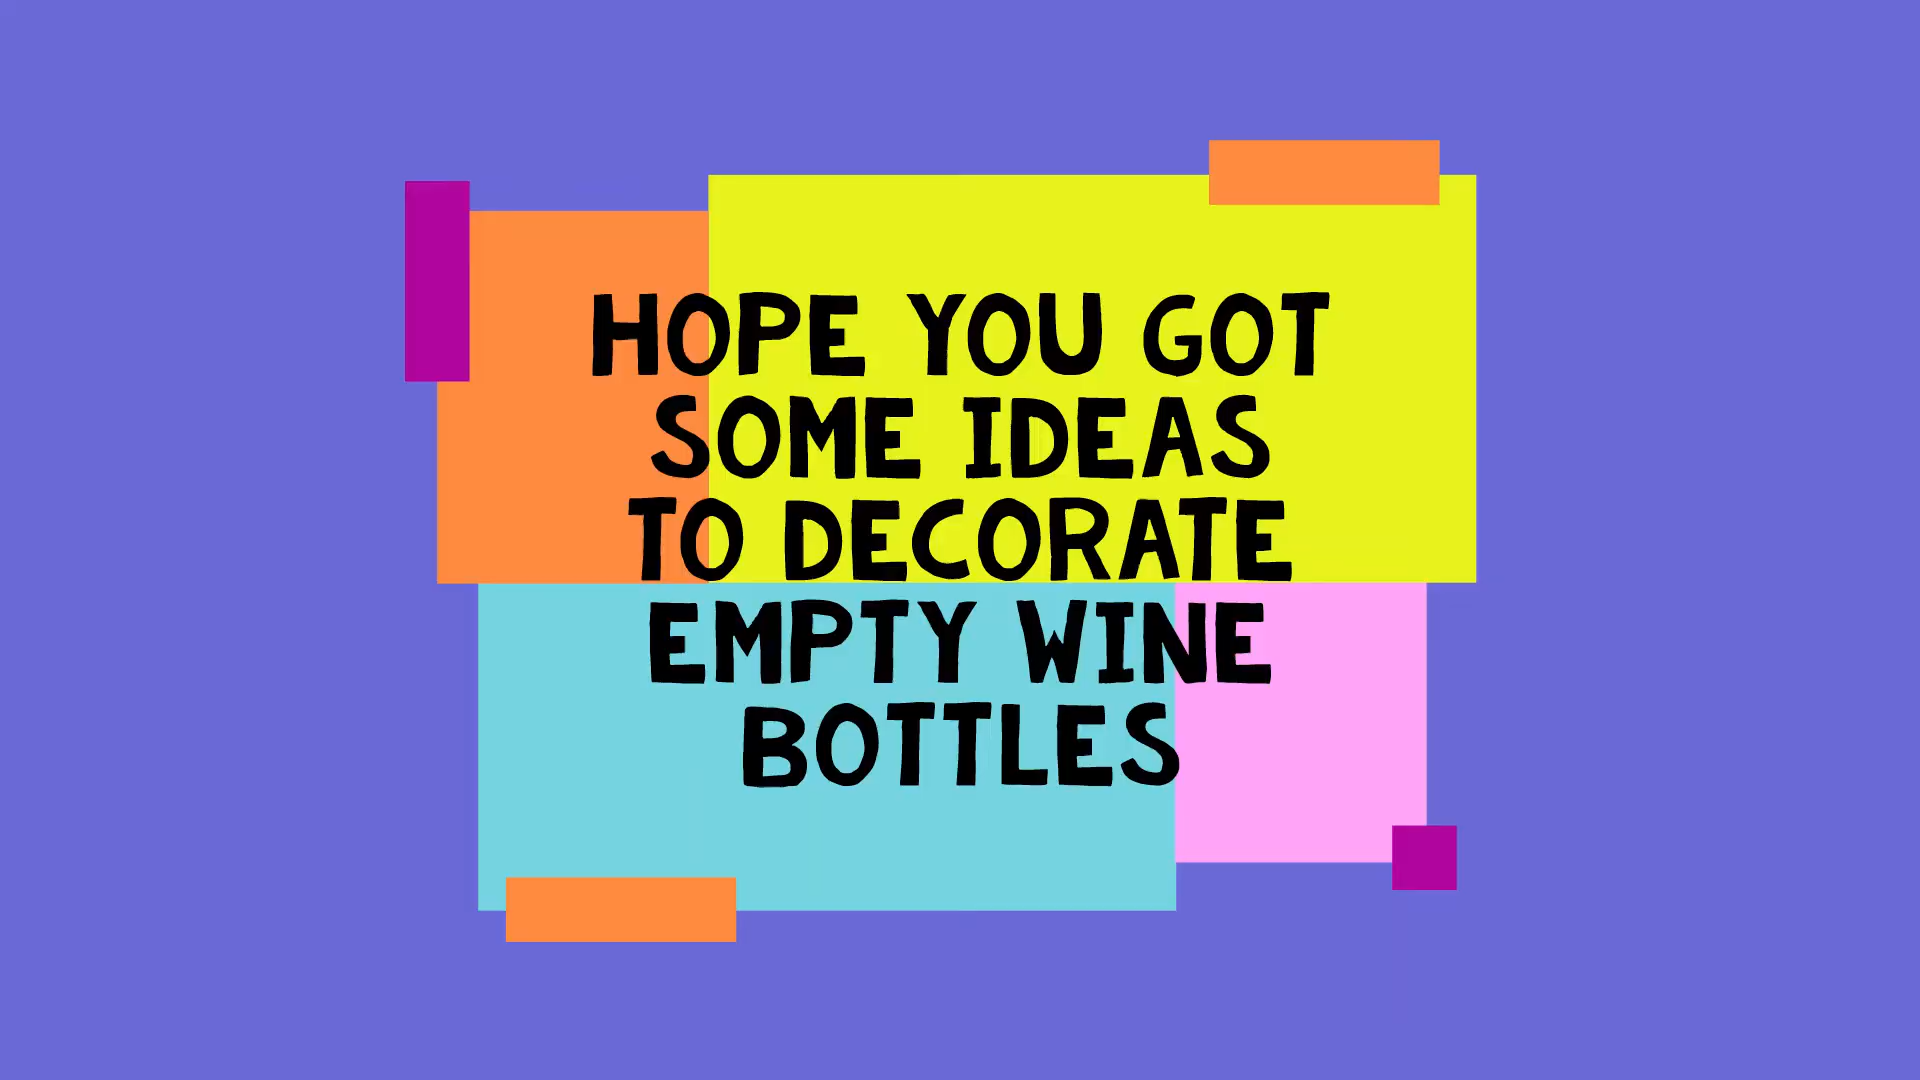 HOPE YOU GOT
SOME IDEAS
TO DECORATE
EMPTY WINE
BOTTLES